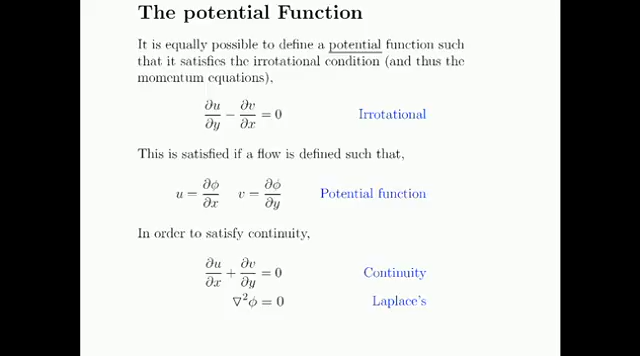 The potential Function
It is equally possible to define a potential function such
that it satisfies the irrotational condition (and thus the
momentum equations),
∂u/∂y − ∂v/∂x = 0 Irrotational
This is satisfied if a flow is defined such that,
u = ∂ϕ/∂x v = ∂ϕ/∂y Potential function
In order to satisfy continuity,
∂u/∂x + ∂v/∂y = 0 Continuity
∇²ϕ = 0 Laplace's